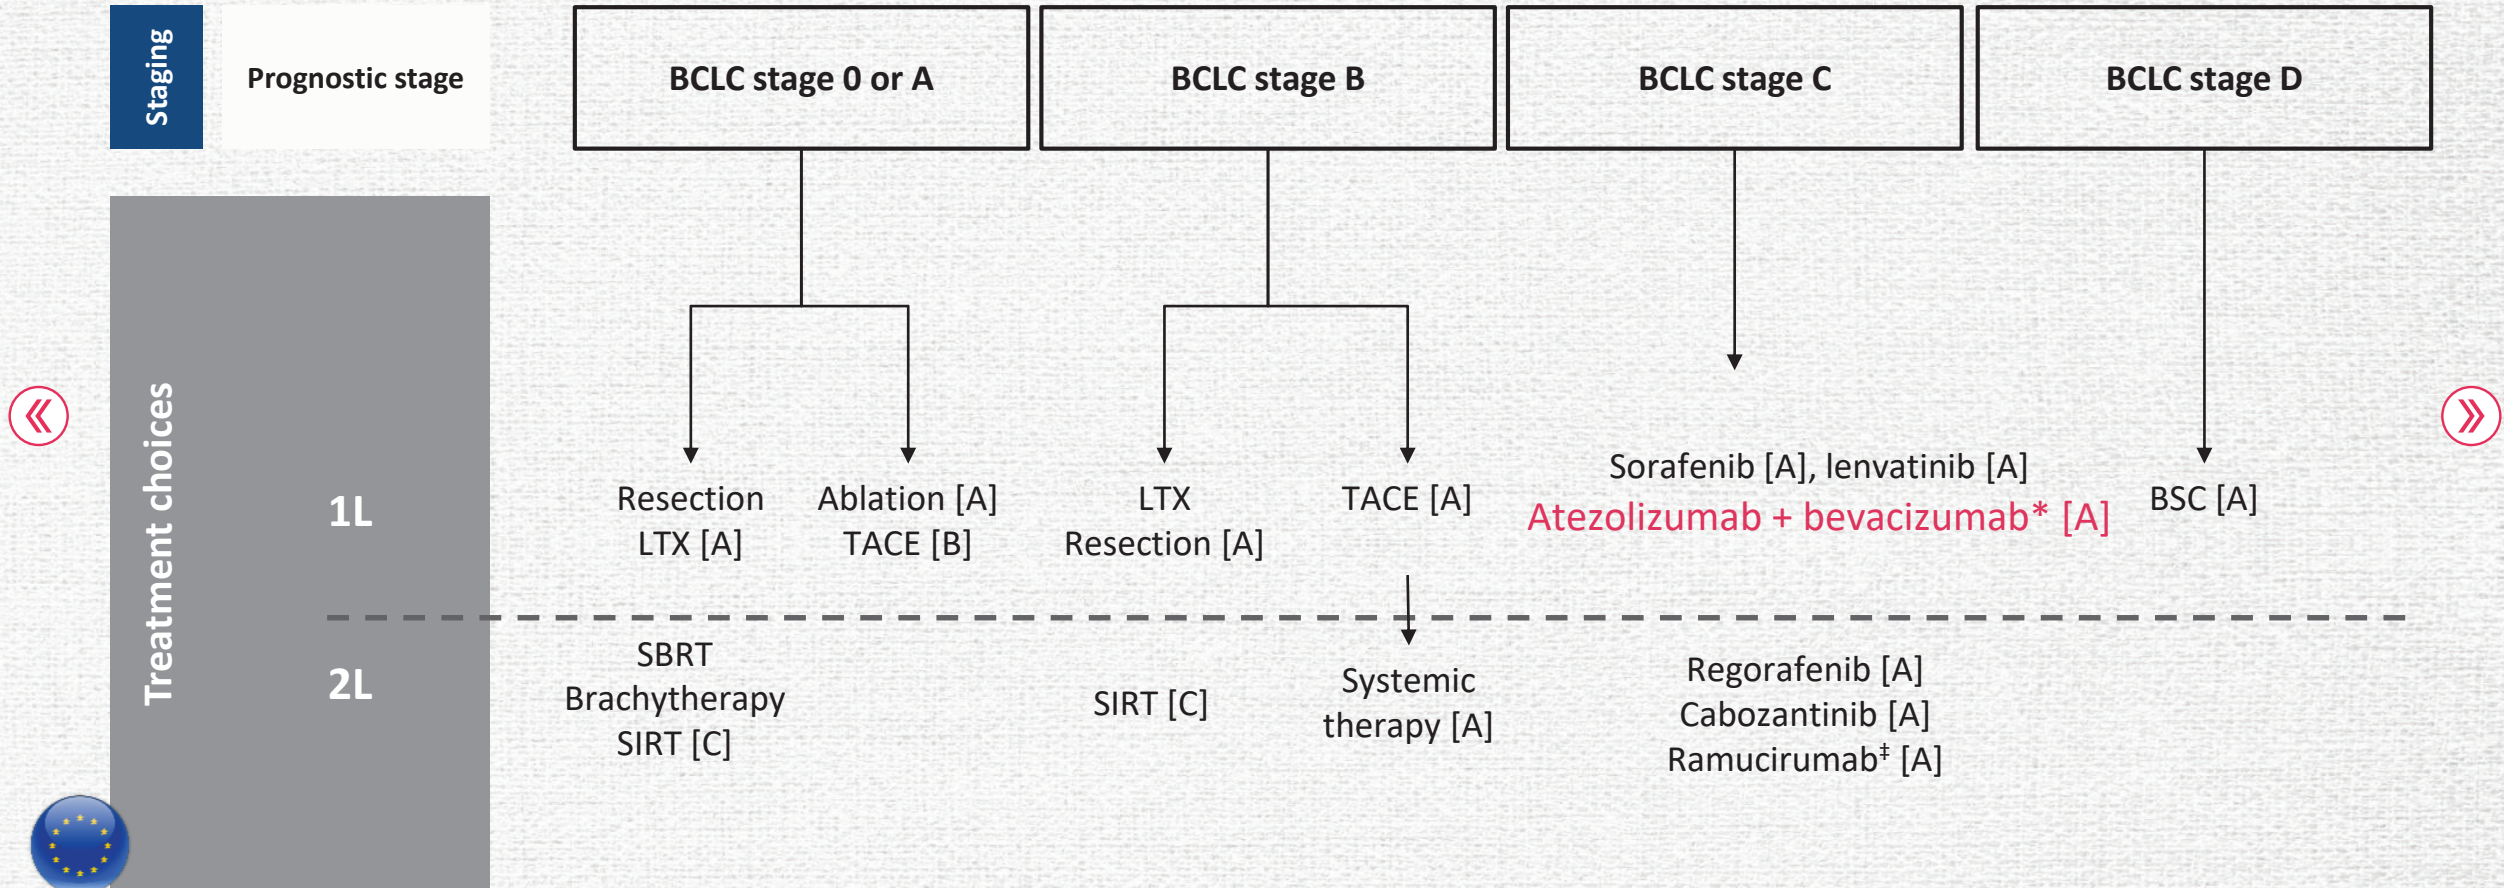 Staging
Prognostic stage
BCLC stage 0 or A
BCLC stage B
BCLC stage C
BCLC stage D
Treatment choices
1L
Resection
LTX [A]
Ablation [A]
TACE [B]
LTX
Resection [A]
TACE [A]
Sorafenib [A], lenvatinib [A]
Atezolizumab + bevacizumab* [A]
BSC [A]
2L
SBRT
Brachytherapy
SIRT [C]
SIRT [C]
Systemic
therapy [A]
Regorafenib [A]
Cabozantinib [A]
Ramucirumab‡ [A]